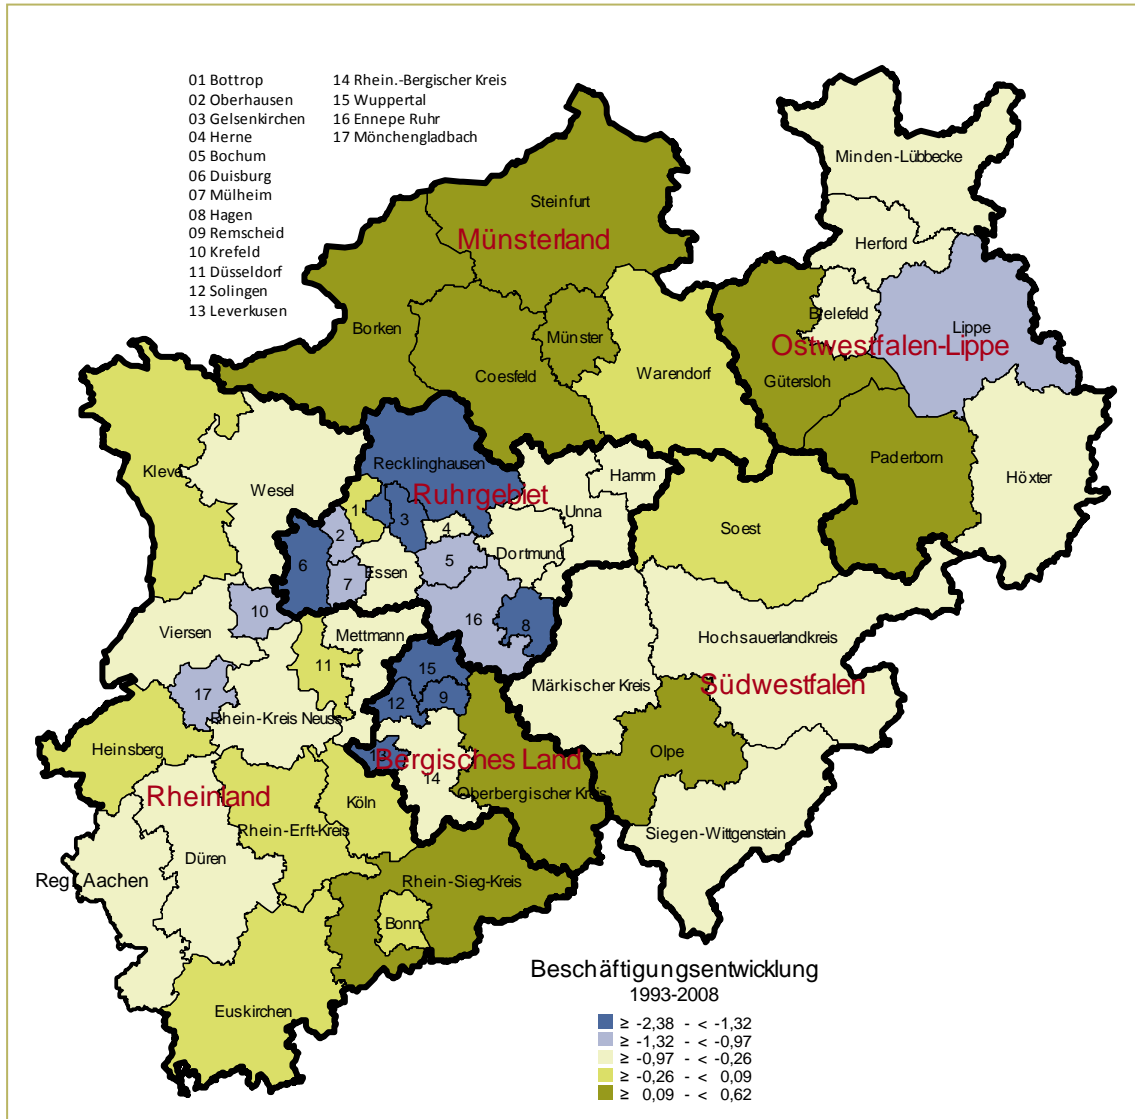 01 Bottrop
02 Oberhausen
03 Gelsenkirchen
04 Herne
05 Bochum
06 Duisburg
07 Mülheim
08 Hagen
09 Remscheid
10 Krefeld
11 Düsseldorf
12 Solingen
13 Leverkusen
14 Rhein.-Bergischer Kreis
15 Wuppertal
16 Ennepe Ruhr
17 Mönchengladbach
Minden-Lübbecke
Steinfurt
Münsterland
Herford
Borken
Münster
Bielefeld
Lippe
Ostwestfalen-Lippe
Coesfeld
Warendorf
Gütersloh
Kleve
Recklinghausen
Paderborn
Höxter
Wesel
Ruhrgebiet
Hamm
Unna
1
3
2
4
Soest
Dortmund
6
5
Essen
7
10
16
8
Viersen
Mettmann
Hochsauerlandkreis
11
15
17
12
9
Märkischer Kreis
Südwestfalen
Rhein-Kreis Neuss
Heinsberg
13
Bergisches Land
Olpe
14
Rheinland
Köln
Oberbergischer Kreis
Rhein-Erft-Kreis
Siegen-Wittgenstein
Düren
Reg. Aachen
Rhein-Sieg-Kreis
Bonn
Euskirchen
Beschäftigungsentwicklung
1993-2008
≥ -2,38 - < -1,32
≥ -1,32 - < -0,97
≥ -0,97 - < -0,26
≥ -0,26 - < 0,09
≥ 0,09 - < 0,62